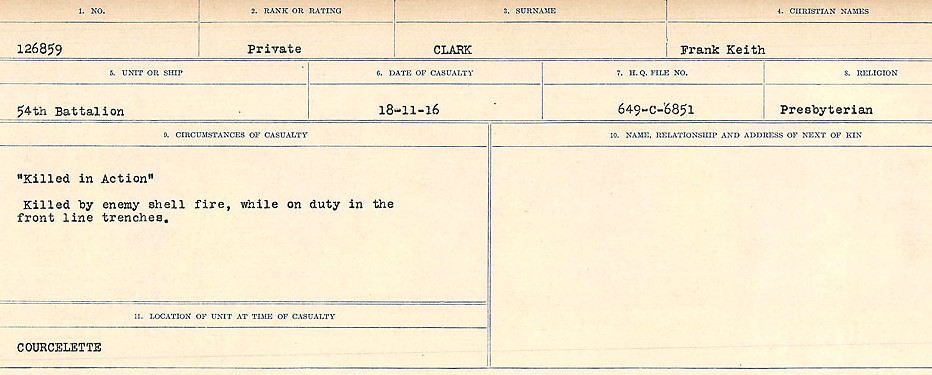 1. NO.
2. RANK OR RATING
3. SURNAME
4. CHRISTIAN NAMES
126859
Private
CLARK
Frank Keith
5. UNIT OR SHIP
6. DATE OF CASUALTY
7. H. Q. FILE NO.
8. RELIGION
54th Battalion
18-11-16
649-C-6851
Presbyterian
9. CIRCUMSTANCES OF CASUALTY
10. NAME, RELATIONSHIP AND ADDRESS OF NEXT OF KIN
"Killed in Action"
Killed by enemy shell fire, while on duty in the
front line trenches.
11. LOCATION OF UNIT AT TIME OF CASUALTY
COURCELETTE